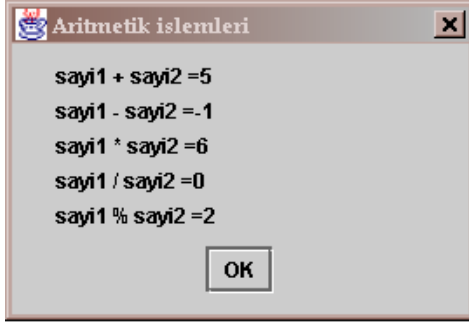 Aritmetik islemleri
sayi1 + sayi2 =5
sayi1 - sayi2 =-1
sayi1 * sayi2 =6
sayi1 / sayi2 =0
sayi1 % sayi2 =2
OK